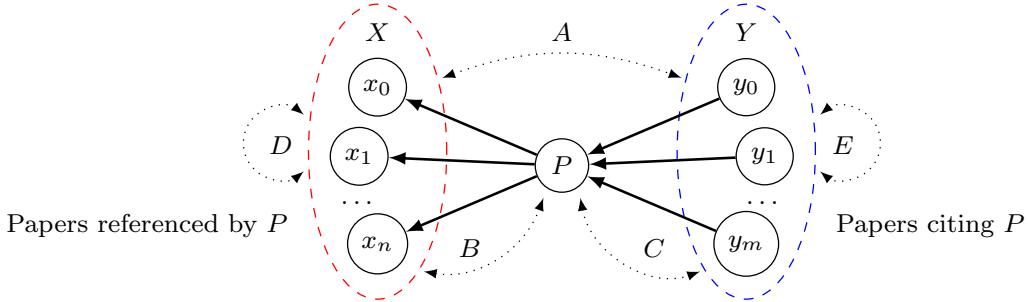 X
A
Y
x₀
y₀
D
x₁
P
y₁
E
...
...
Papers referenced by P
Papers citing P
xₙ
B
C
yₘ